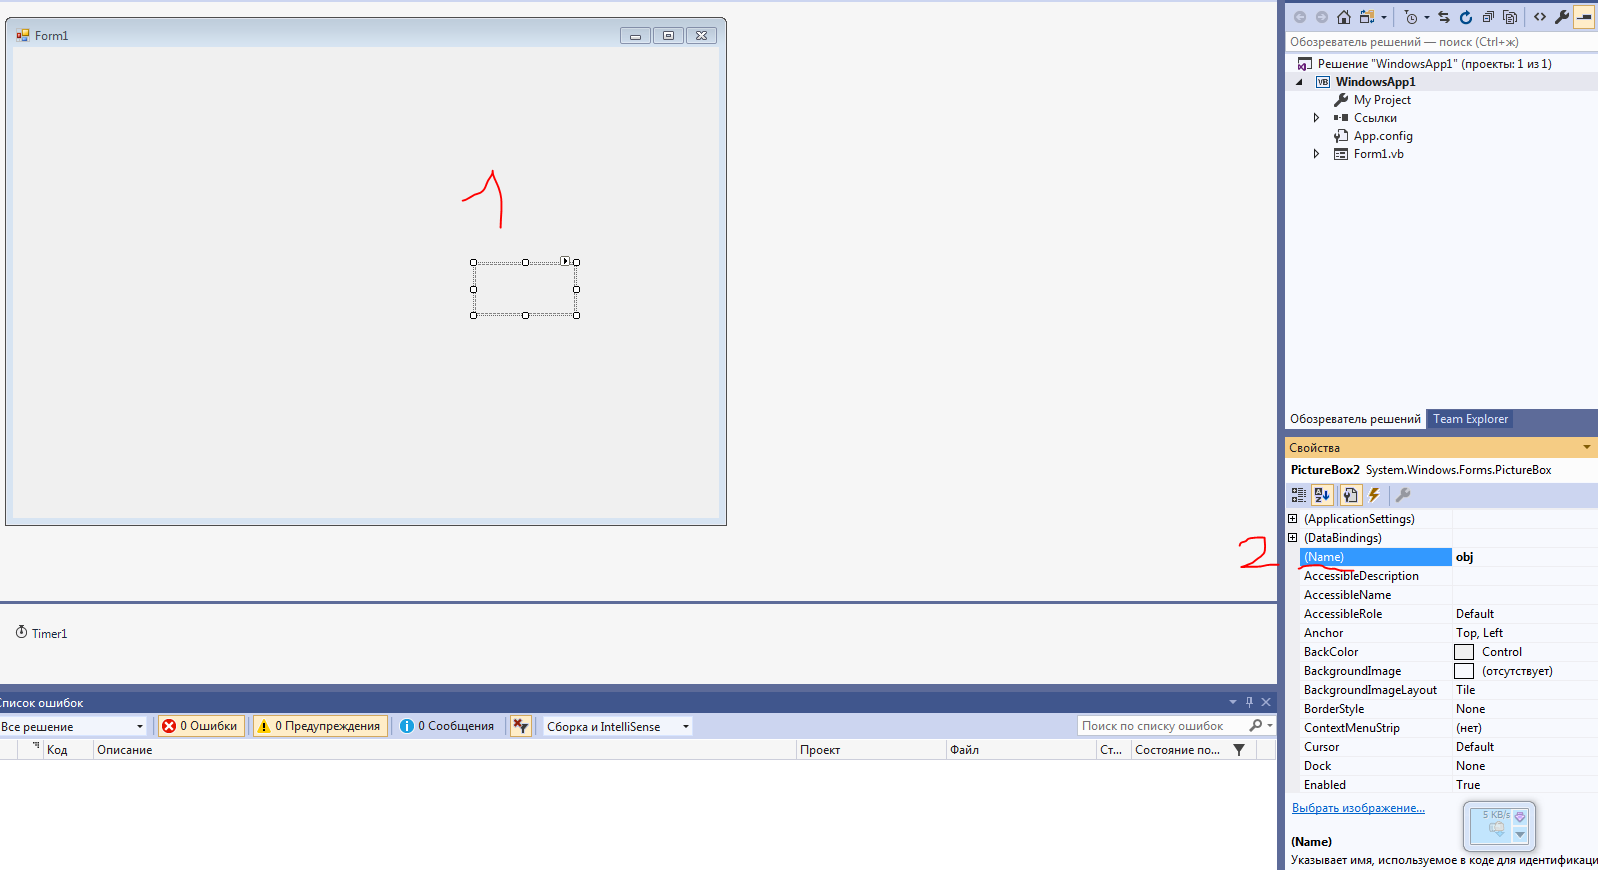 Form1
1
Timer1
Список ошибок
Все решение
0 Ошибки
0 Предупреждения
0 Сообщения
Сборка и IntelliSense
Поиск по списку ошибок
Код
Описание
Проект
Файл
Ст...
Состояние по...
Обозреватель решений — поиск (Ctrl+ж)
Решение "WindowsApp1" (проекты: 1 из 1)
VB WindowsApp1
My Project
Ссылки
App.config
Form1.vb
Обозреватель решений
Team Explorer
Свойства
PictureBox2 System.Windows.Forms.PictureBox
(ApplicationSettings)
(DataBindings)
2
(Name) obj
AccessibleDescription
AccessibleName
AccessibleRole Default
Anchor Top, Left
BackColor Control
BackgroundImage (отсутствует)
BackgroundImageLayout Tile
BorderStyle None
ContextMenuStrip (нет)
Cursor Default
Dock None
Enabled True
Выбрать изображение...
5 KB/s
(Name)
Указывает имя, используемое в коде для идентификаци